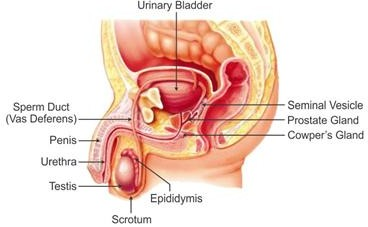 Urinary Bladder
Sperm Duct
(Vas Deferens)
Penis
Urethra
Testis
Scrotum
Epididymis
Seminal Vesicle
Prostate Gland
Cowper's Gland